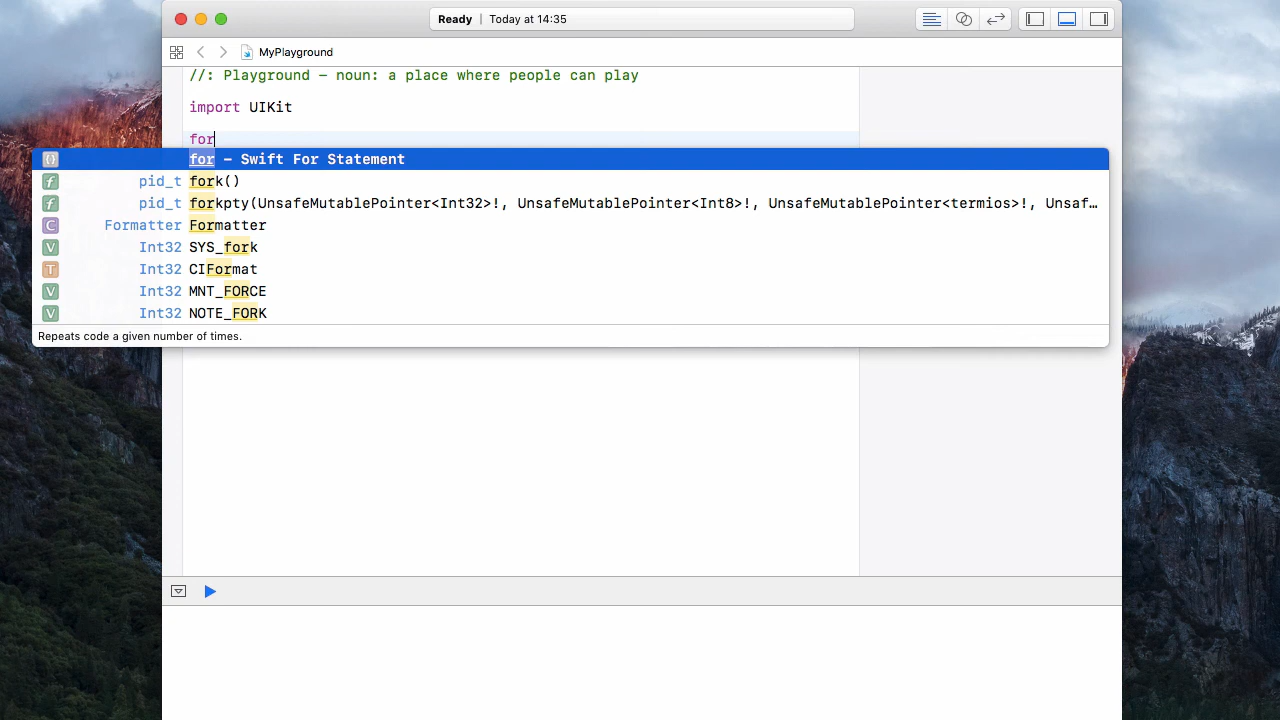 Ready | Today at 14:35
MyPlayground
//: Playground – noun: a place where people can play
import UIKit
for
{} for – Swift For Statement
f pid_t fork()
f pid_t forkpty(UnsafeMutablePointer<Int32>!, UnsafeMutablePointer<Int8>!, UnsafeMutablePointer<termios>!, Unsaf…
C Formatter Formatter
V Int32 SYS_fork
T Int32 CIFormat
V Int32 MNT_FORCE
V Int32 NOTE_FORK
Repeats code a given number of times.